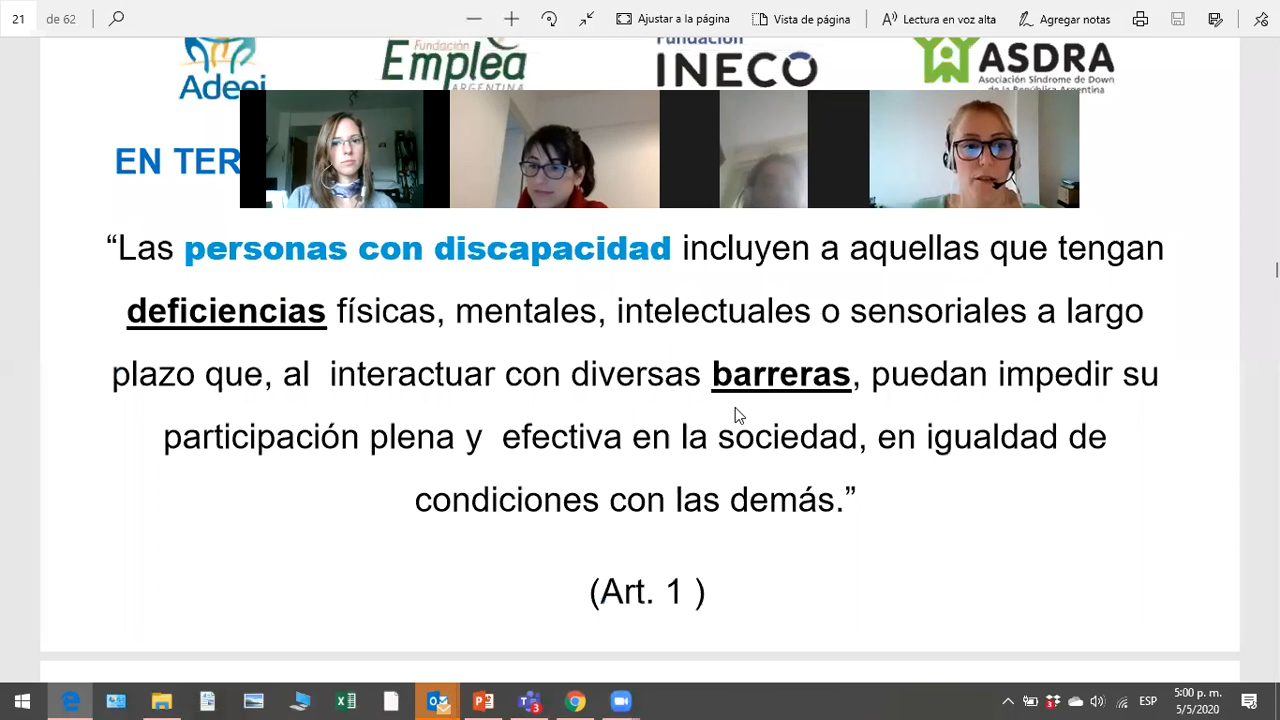 21 de 62 Ajustar a la página Vista de página Lectura en voz alta Agregar notas
Adeei
Fundación
Emplea
ARGENTINA
Fundación
INECO
ASDRA
Asociación Síndrome de Down
de la República Argentina
EN TER
“Las personas con discapacidad incluyen a aquellas que tengan
deficiencias físicas, mentales, intelectuales o sensoriales a largo
plazo que, al interactuar con diversas barreras, puedan impedir su
participación plena y efectiva en la sociedad, en igualdad de
condiciones con las demás.”
(Art. 1 )
ESP
5:00 p. m.
5/5/2020